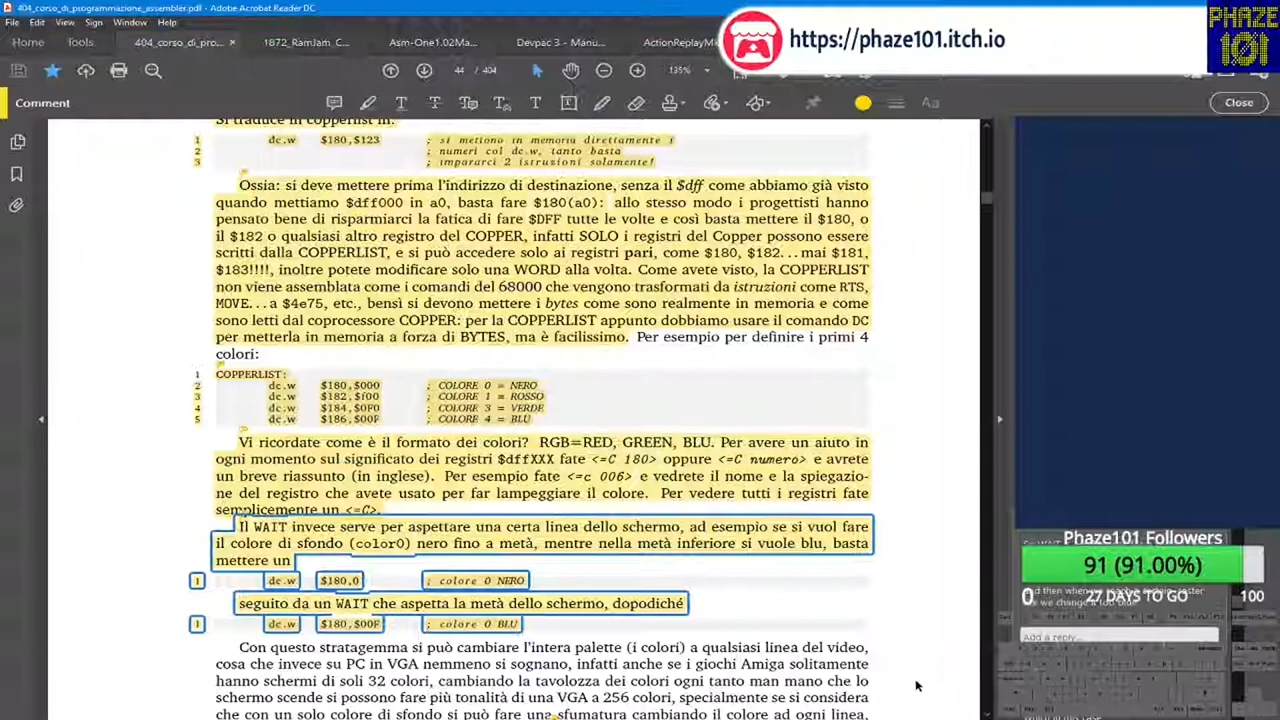 404_corso_di_programmazione_assembler.pdf - Adobe Acrobat Reader DC
File Edit View Sign Window Help
Home Tools 404_corso_di_pro... × 1872_RamJam_C... Asm-One1.02Ma... Devpac 3 - Manu... ActionReplayM
https://phaze101.itch.io
PHAZE
101
44 / 404 135%
Comment
Aa
Close
Si traduce in copperlist in:
1 dc.w $180,$123 ; si mettono in memoria direttamente i
2 ; numeri col dc.w, tanto basta
3 ; impararci 2 istruzioni solamente!
Ossia: si deve mettere prima l'indirizzo di destinazione, senza il $dff come abbiamo già visto
quando mettiamo $dff000 in a0, basta fare $180(a0): allo stesso modo i progettisti hanno
pensato bene di risparmiarci la fatica di fare $DFF tutte le volte e così basta mettere il $180, o
il $182 o qualsiasi altro registro del COPPER, infatti SOLO i registri del Copper possono essere
scritti dalla COPPERLIST, e si può accedere solo ai registri pari, come $180, $182...mai $181,
$183!!!!, inoltre potete modificare solo una WORD alla volta. Come avete visto, la COPPERLIST
non viene assemblata come i comandi del 68000 che vengono trasformati da istruzioni come RTS,
MOVE...a $4e75, etc., bensì si devono mettere i bytes come sono realmente in memoria e come
sono letti dal coprocessore COPPER: per la COPPERLIST appunto dobbiamo usare il comando DC
per metterla in memoria a forza di BYTES, ma è facilissimo. Per esempio per definire i primi 4
colori:
1 COPPERLIST:
2 dc.w $180,$000 ; COLORE 0 = NERO
3 dc.w $182,$f00 ; COLORE 1 = ROSSO
4 dc.w $184,$0F0 ; COLORE 3 = VERDE
5 dc.w $186,$00F ; COLORE 4 = BLU
Vi ricordate come è il formato dei colori? RGB=RED, GREEN, BLU. Per avere un aiuto in
ogni momento sul significato dei registri $dffXXX fate <=C 180> oppure <=C numero> e avrete
un breve riassunto (in inglese). Per esempio fate <=c 006> e vedrete il nome e la spiegazio-
ne del registro che avete usato per far lampeggiare il colore. Per vedere tutti i registri fate
semplicemente un <=C>.
Il WAIT invece serve per aspettare una certa linea dello schermo, ad esempio se si vuol fare
il colore di sfondo (color0) nero fino a metà, mentre nella metà inferiore si vuole blu, basta
mettere un
1 dc.w $180,0 ; colore 0 NERO
seguito da un WAIT che aspetta la metà dello schermo, dopodiché
1 dc.w $180,$00F ; colore 0 BLU
Con questo stratagemma si può cambiare l'intera palette (i colori) a qualsiasi linea del video,
cosa che invece su PC in VGA nemmeno si sognano, infatti anche se i giochi Amiga solitamente
hanno schermi di soli 32 colori, cambiando la tavolozza dei colori ogni tanto man mano che lo
schermo scende si possono fare più tonalità di una VGA a 256 colori, specialmente se si considera
che con un solo colore di sfondo si può fare una sfumatura cambiando il colore ad ogni linea,
Phaze101 Followers
91 (91.00%)
0 27 DAYS TO GO 100
Add a reply...